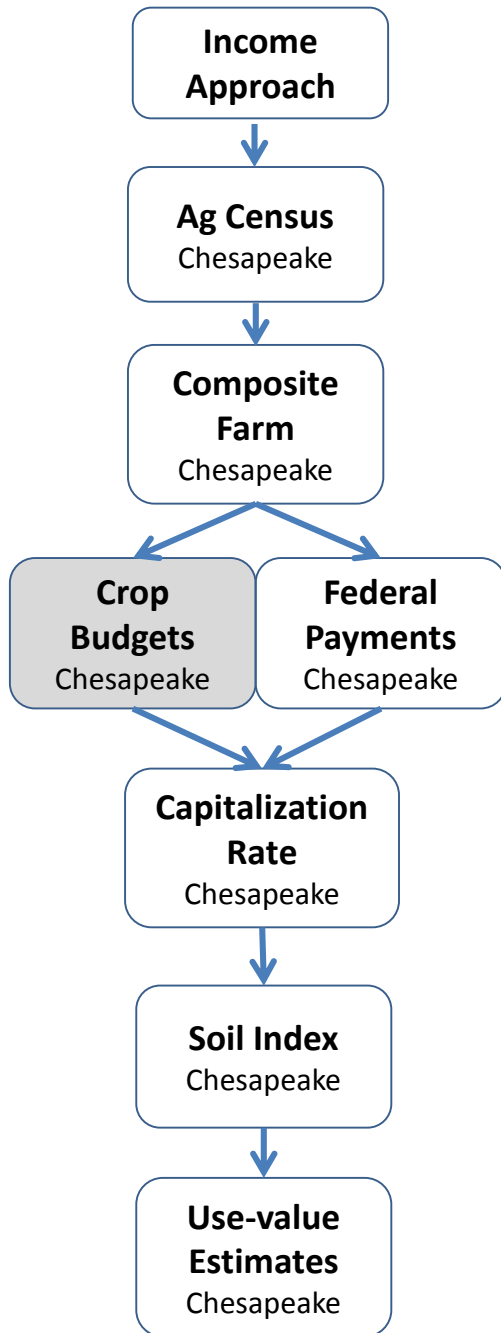 Income
Approach
Ag Census
Chesapeake
Composite
Farm
Chesapeake
Crop
Budgets
Chesapeake
Federal
Payments
Chesapeake
Capitalization
Rate
Chesapeake
Soil Index
Chesapeake
Use-value
Estimates
Chesapeake